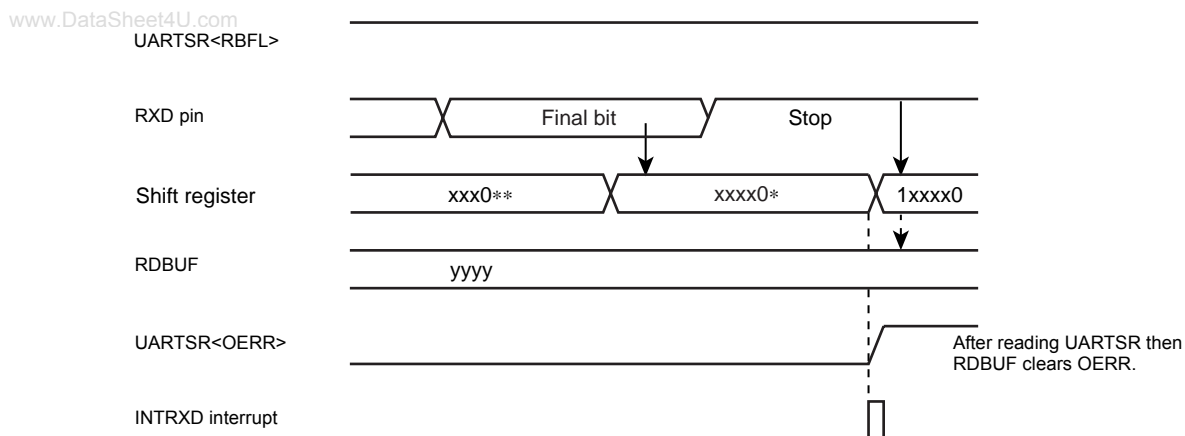 www.DataSheet4U.com
UARTSR<RBFL>
RXD pin
Final bit
Stop
Shift register
xxx0**
xxxx0*
1xxxx0
RDBUF
yyyy
UARTSR<OERR>
After reading UARTSR then
RDBUF clears OERR.
INTRXD interrupt